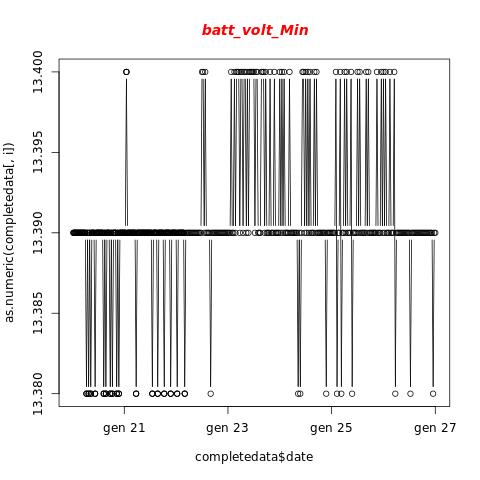 batt_volt_Min
as.numeric(completedata[, i])
13.400
13.395
13.390
13.385
13.380
gen 21
gen 23
gen 25
gen 27
completedata$date